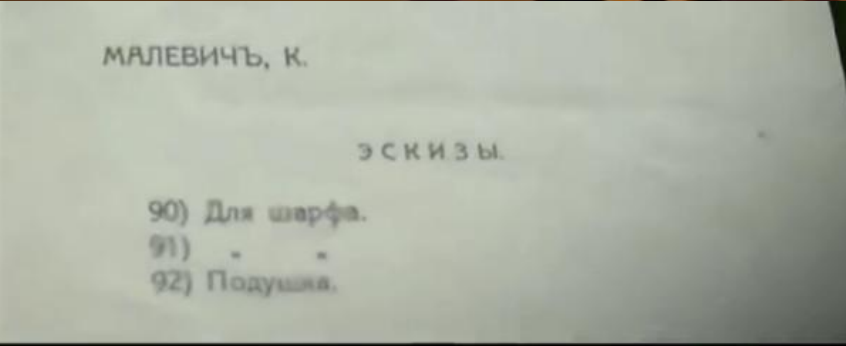 МАЛЕВИЧЪ, К.
ЭСКИЗЫ.
90) Для шарфа.
91) " "
92) Подушка.